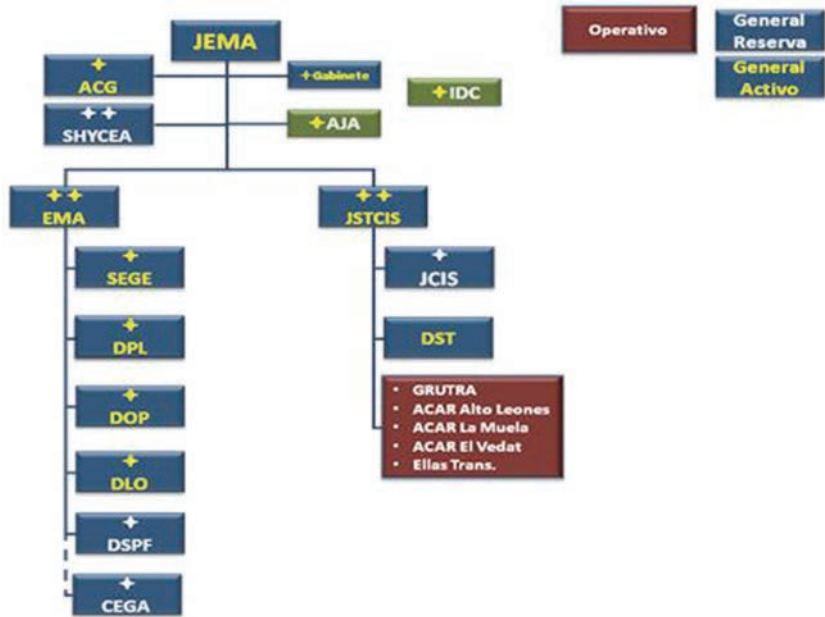 JEMA
Operativo
General
Reserva
General
Activo
ACG
Gabinete
IDC
SHYCEA
AJA
EMA
JSTCIS
SEGE
JCIS
DPL
DST
DOP
• GRUTRA
• ACAR Alto Leones
• ACAR La Muela
• ACAR El Vedat
• Ellas Trans.
DLO
DSPF
CEGA